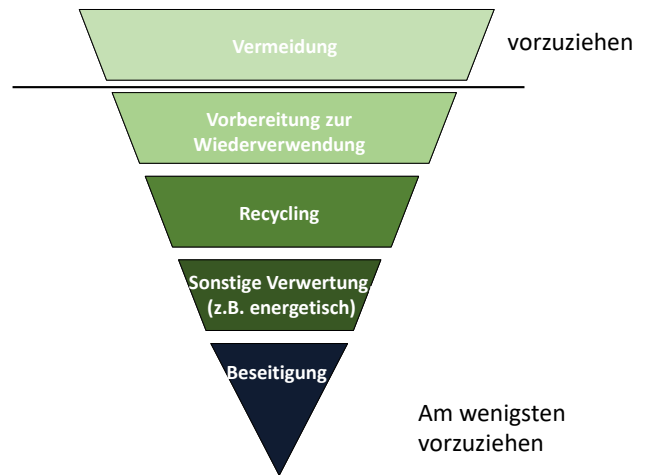 Vermeidung
vorzuziehen
Vorbereitung zur
Wiederverwendung
Recycling
Sonstige Verwertung,
(z.B. energetisch)
Beseitigung
Am wenigsten
vorzuziehen